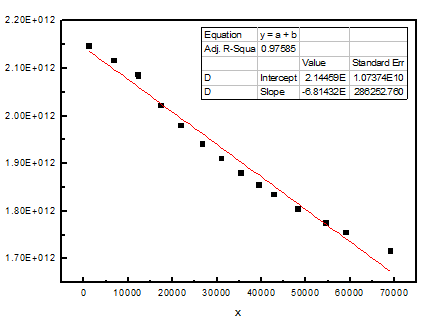 2.20E+012
2.10E+012
2.00E+012
1.90E+012
1.80E+012
1.70E+012
Equation y = a + b
Adj. R-Squa 0.97585
Value Standard Err
D Intercept 2.14469E 1.07374E10
D Slope -6.81432E 286252.760
0 10000 20000 30000 40000 50000 60000 70000
x